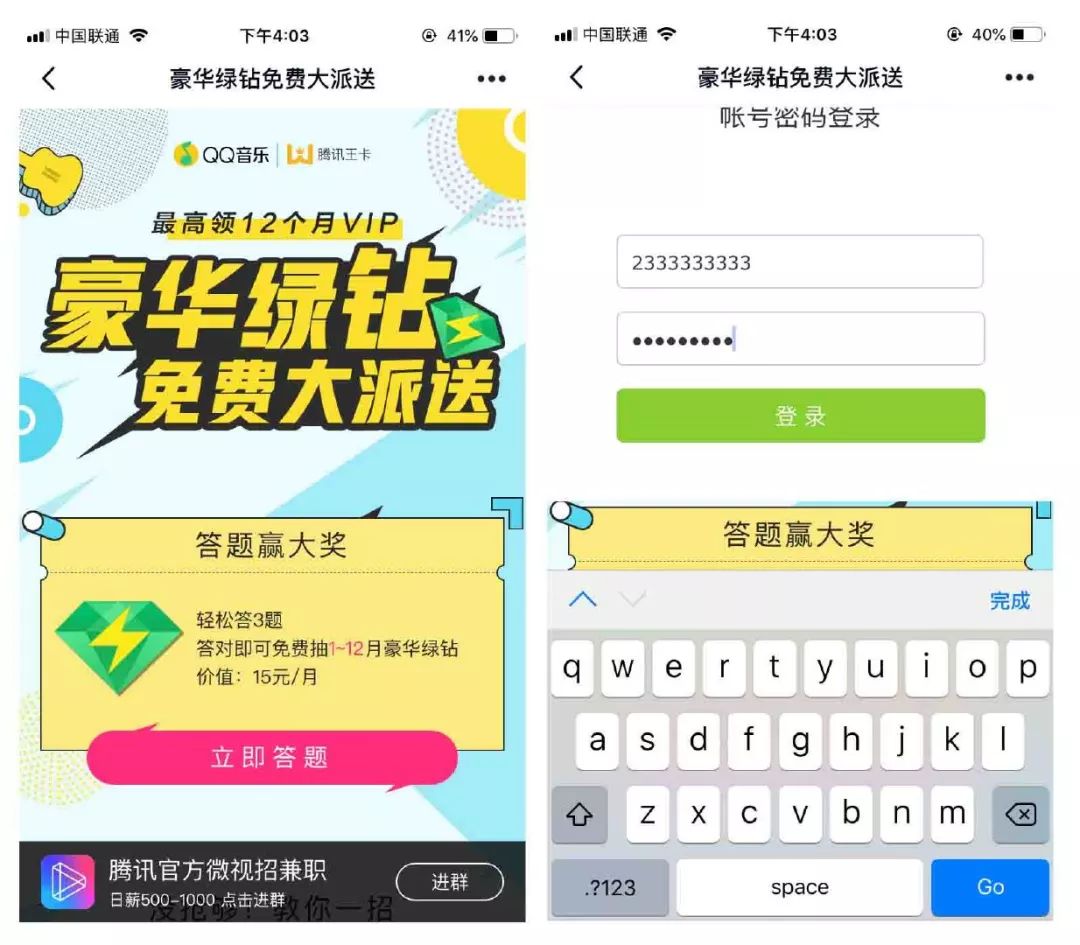 中国联通
下午4:03
41%
豪华绿钻免费大派送
QQ音乐
腾讯王卡
最高领12个月VIP
豪华绿钻
免费大派送
答题赢大奖
轻松答3题
答对即可免费抽1~12月豪华绿钻
价值：15元/月
立即答题
腾讯官方微视招兼职
日薪500-1000 点击进群
进群
没抢够！教你一招
中国联通
下午4:03
40%
豪华绿钻免费大派送
帐号密码登录
2333333333
登录
答题赢大奖
完成
q w e r t y u i o p
a s d f g h j k l
z x c v b n m
.?123
space
Go